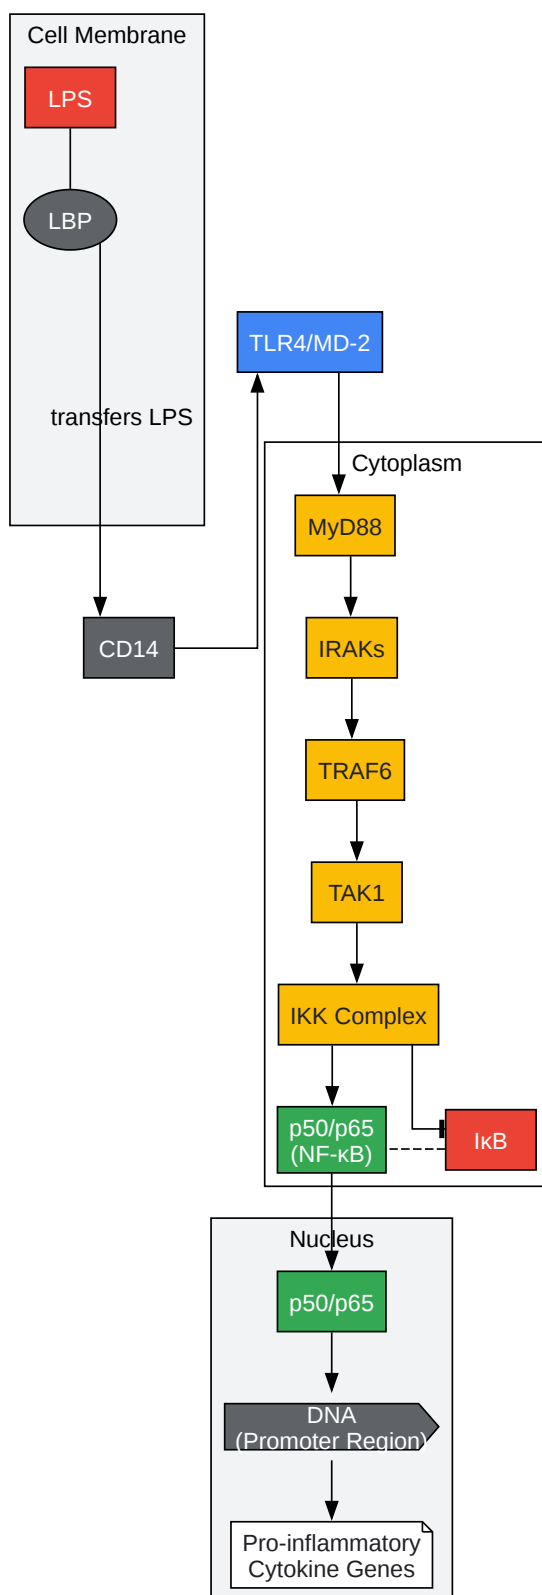 Cell Membrane
LPS
LBP
TLR4/MD-2
transfers LPS
Cytoplasm
MyD88
CD14
IRAKs
TRAF6
TAK1
IKK Complex
p50/p65
(NF-κB)
IκB
Nucleus
p50/p65
DNA
(Promoter Region)
Pro-inflammatory
Cytokine Genes